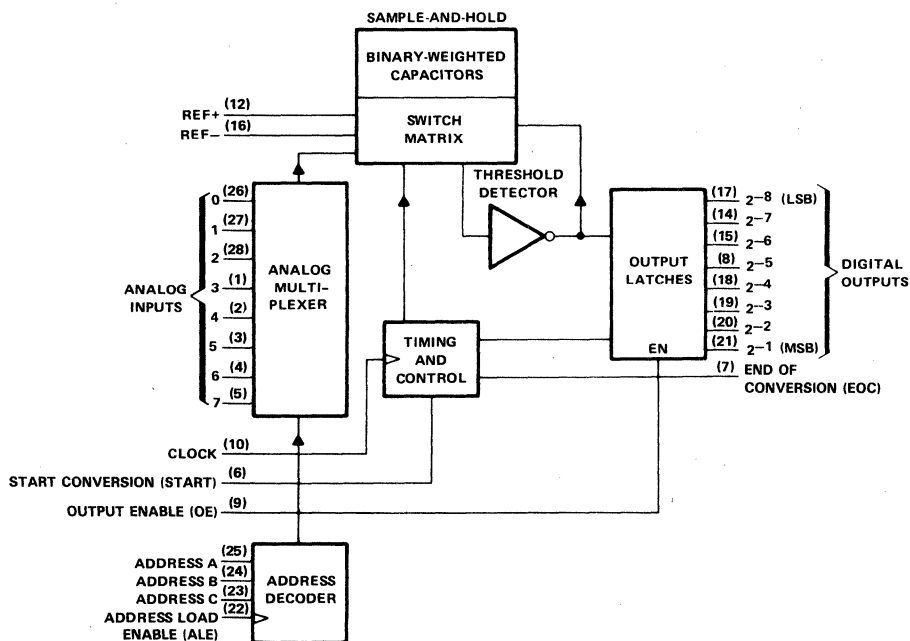 SAMPLE-AND-HOLD
BINARY-WEIGHTED
CAPACITORS
SWITCH
MATRIX
REF+ (12)
REF– (16)
THRESHOLD
DETECTOR
ANALOG
INPUTS
0 (26)
1 (27)
2 (28)
3 (1)
4 (2)
5 (3)
6 (4)
7 (5)
ANALOG
MULTI-
PLEXER
TIMING
AND
CONTROL
OUTPUT
LATCHES
EN
(17) 2–8 (LSB)
(14) 2–7
(15) 2–6
(8) 2–5
(18) 2–4
(19) 2–3
(20) 2–2
(21) 2–1 (MSB)
DIGITAL
OUTPUTS
(7) END OF
CONVERSION (EOC)
CLOCK (10)
START CONVERSION (START) (6)
OUTPUT ENABLE (OE) (9)
ADDRESS A (25)
ADDRESS B (24)
ADDRESS C (23)
ADDRESS LOAD (22)
ENABLE (ALE)
ADDRESS
DECODER